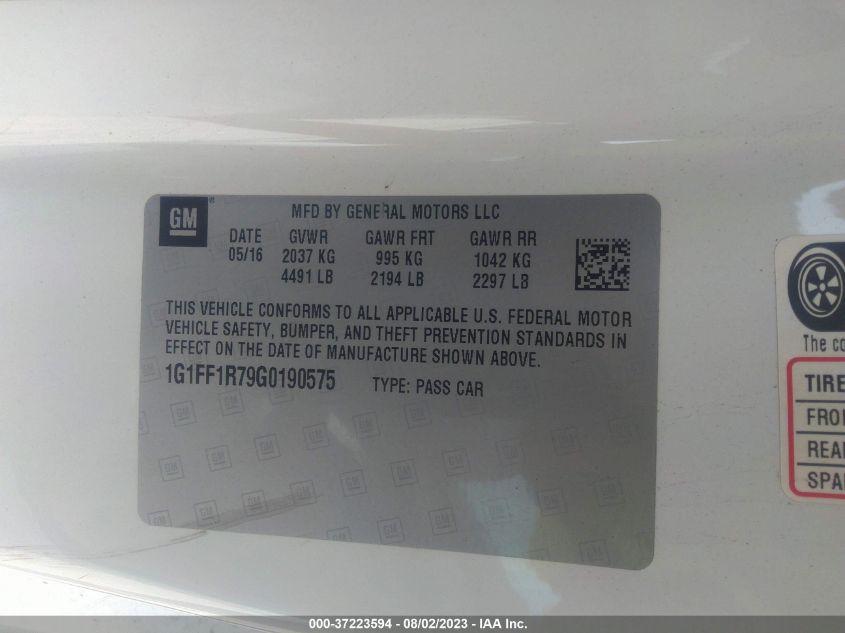 GM
MFD BY GENERAL MOTORS LLC
DATE GVWR GAWR FRT GAWR RR
05/16 2037 KG 995 KG 1042 KG
4491 LB 2194 LB 2297 LB
THIS VEHICLE CONFORMS TO ALL APPLICABLE U.S. FEDERAL MOTOR
VEHICLE SAFETY, BUMPER, AND THEFT PREVENTION STANDARDS IN
EFFECT ON THE DATE OF MANUFACTURE SHOWN ABOVE.
1G1FF1R79G0190575 TYPE: PASS CAR
The co
TIRE
FRO
REA
SPA
000-37223594 - 08/02/2023 - IAA Inc.